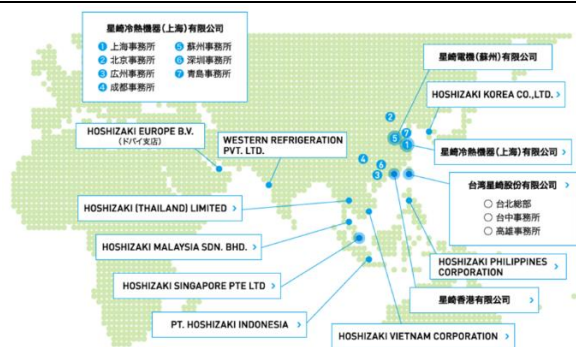 星崎冷熱機器(上海)有限公司
1 上海事務所
2 北京事務所
3 広州事務所
4 成都事務所
5 蘇州事務所
6 深圳事務所
7 青島事務所
星崎電機(蘇州)有限公司
HOSHIZAKI KOREA CO.,LTD. >
HOSHIZAKI EUROPE B.V.
(ドバイ支店)
WESTERN REFRIGERATION
PVT. LTD.
2
7
5
1
4
6
3
星崎冷熱機器(上海)有限公司 >
台湾星崎股份有限公司 >
○ 台北総部
○ 台中事務所
○ 高雄事務所
HOSHIZAKI (THAILAND) LIMITED >
HOSHIZAKI MALAYSIA SDN. BHD. >
HOSHIZAKI SINGAPORE PTE LTD >
PT. HOSHIZAKI INDONESIA >
HOSHIZAKI PHILIPPINES
CORPORATION >
星崎香港有限公司 >
HOSHIZAKI VIETNAM CORPORATION >